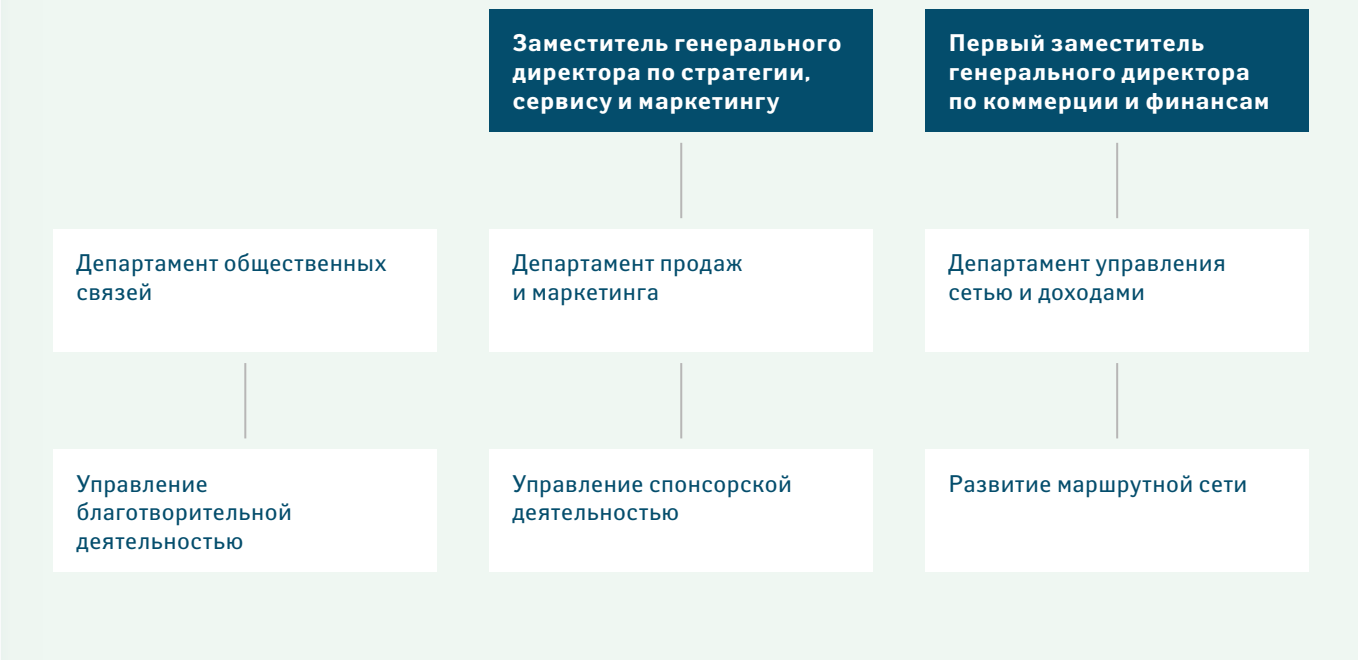 Заместитель генерального
директора по стратегии,
сервису и маркетингу
Первый заместитель
генерального директора
по коммерции и финансам
Департамент общественных
связей
Департамент продаж
и маркетинга
Департамент управления
сетью и доходами
Управление
благотворительной
деятельностью
Управление спонсорской
деятельностью
Развитие маршрутной сети